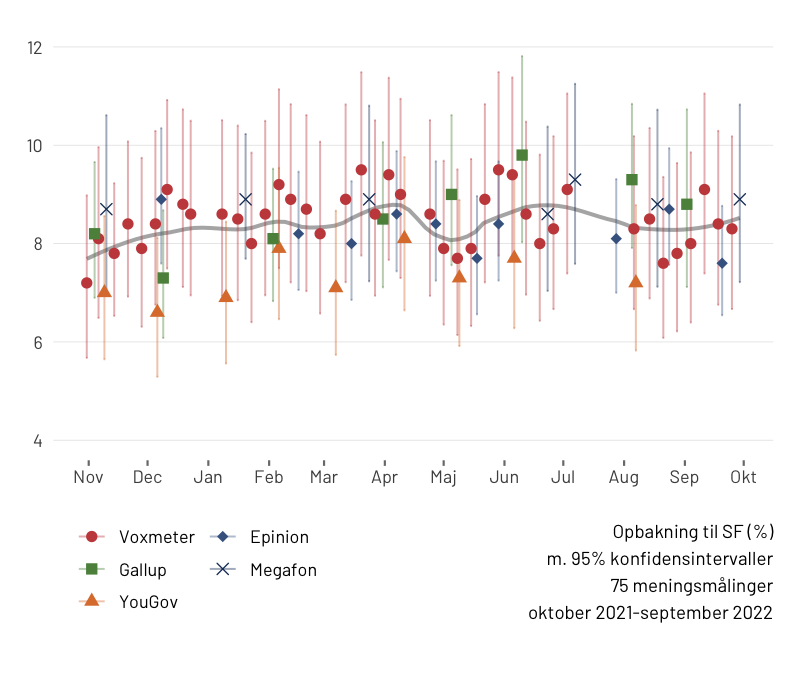 12
10
8
6
4
Nov Dec Jan Feb Mar Apr Maj Jun Jul Aug Sep Okt
Voxmeter Epinion
Gallup Megafon
YouGov
Opbakning til SF (%)
m. 95% konfidensintervaller
75 meningsmålinger
oktober 2021-september 2022